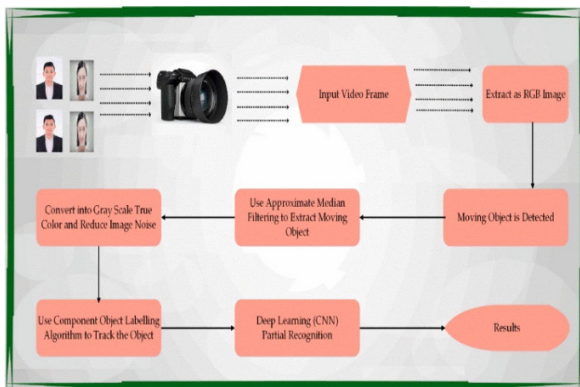 Input Video Frame
Extract as RGB Image
Moving Object is Detected
Use Approximate Median
Filtering to Extract Moving
Object
Convert into Gray Scale True
Color and Reduce Image Noise
Use Component Object Labelling
Algorithm to Track the Object
Deep Learning (CNN)
Partial Recognition
Results